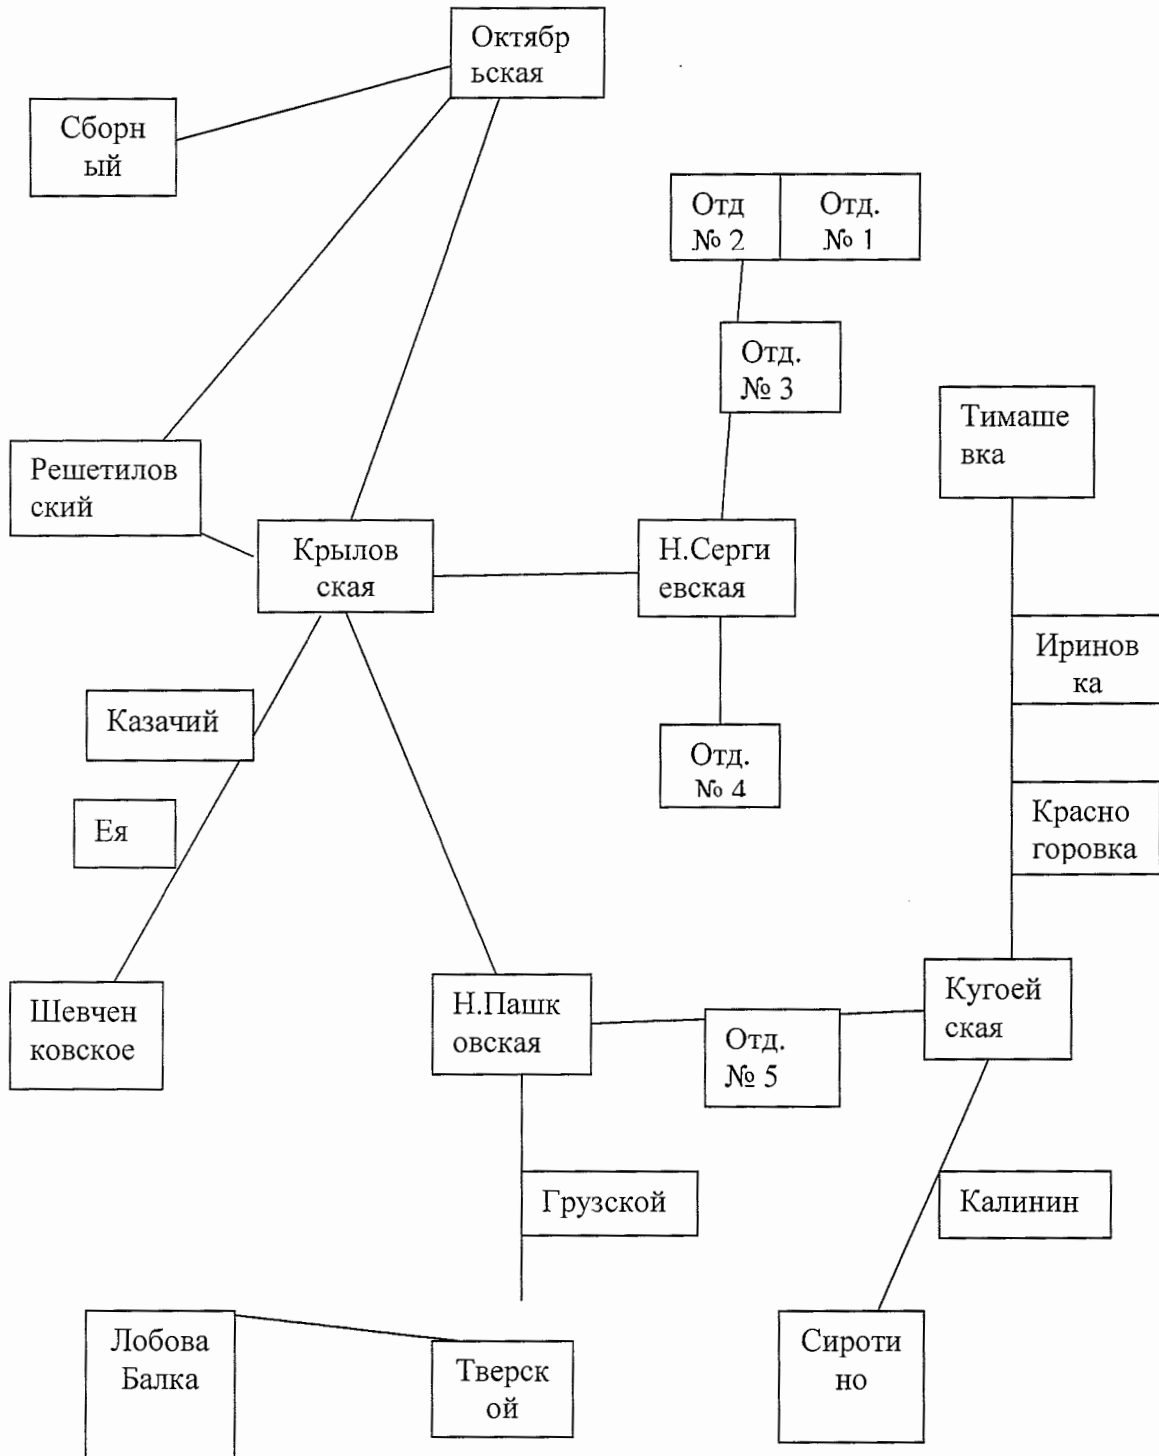 Октябр
ьская
Сборн
ый
Отд
№ 2
Отд.
№ 1
Отд.
№ 3
Тимаше
вка
Решетилов
ский
Крылов
ская
Н.Серги
евская
Иринов
ка
Казачий
Отд.
№ 4
Ея
Красно
горовка
Шевчен
ковское
Н.Пашк
овская
Отд.
№ 5
Кугоей
ская
Грузской
Калинин
Лобова
Балка
Тверск
ой
Сироти
но